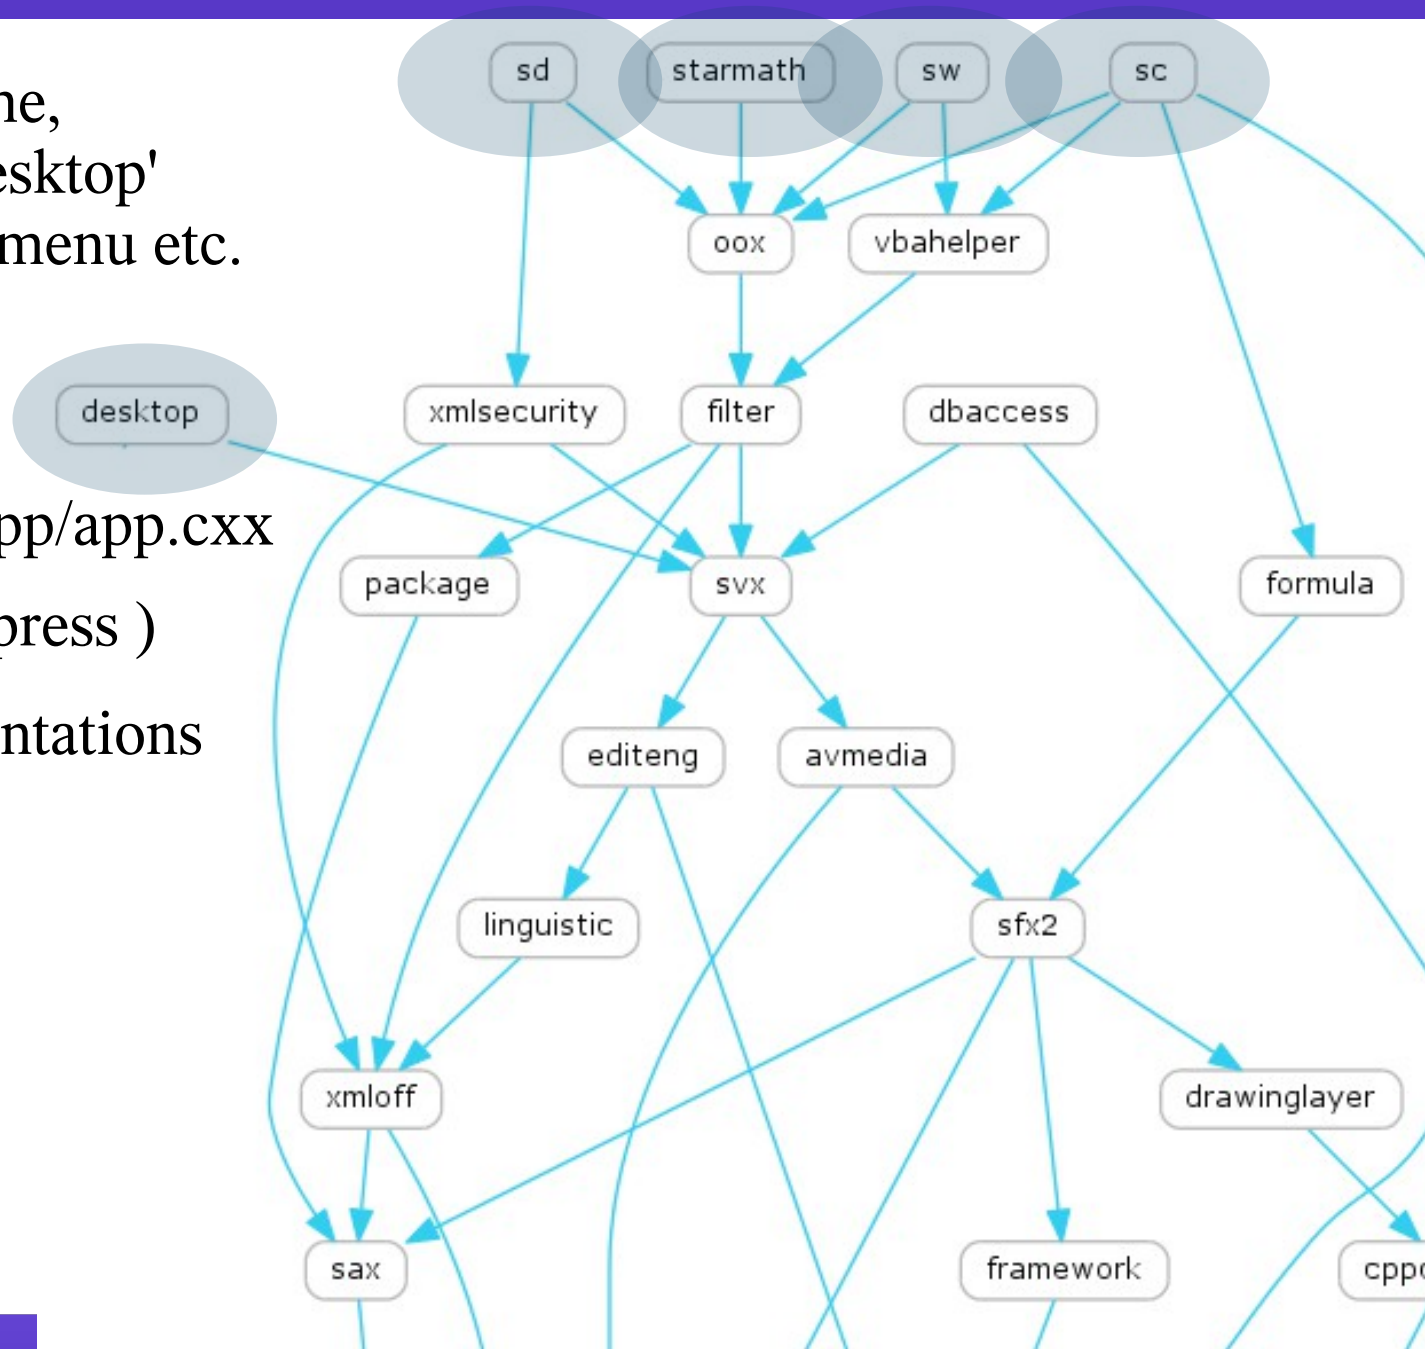 ne,
esktop'
menu etc.
pp/app.cxx
press )
ntations
sd
starmath
sw
sc
oox
vbahelper
desktop
xmlsecurity
filter
dbaccess
package
svx
formula
editeng
avmedia
linguistic
sfx2
xmloff
drawinglayer
sax
framework
cppc